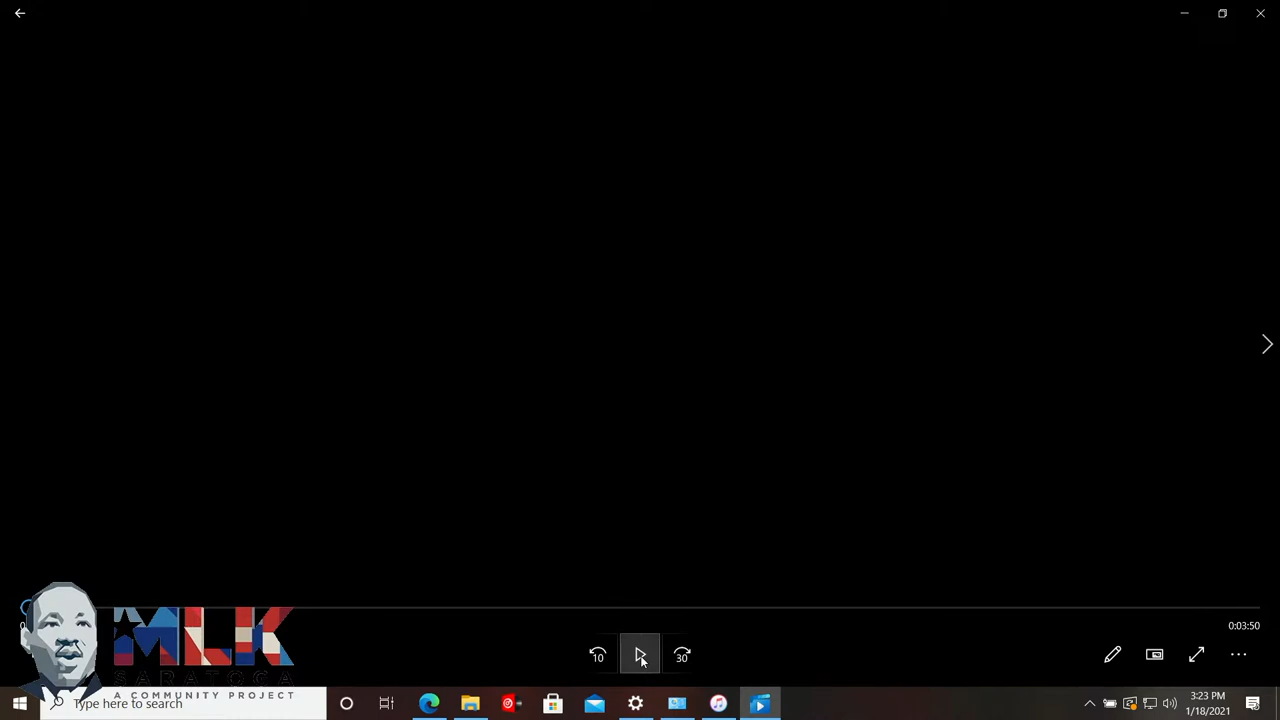 0:03:50
10
30
MLK
SARATOGA
A COMMUNITY PROJECT
Type here to search
3:23 PM
1/18/2021